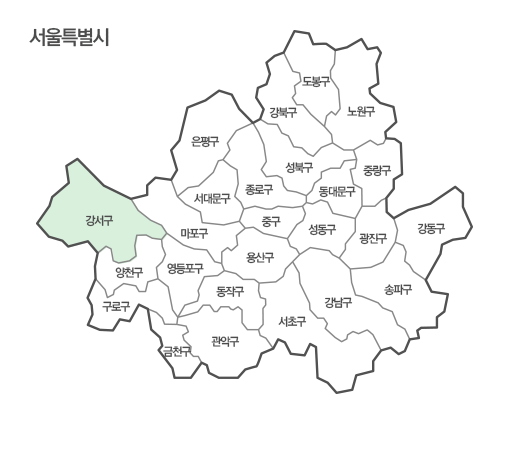 서울특별시
도봉구
강북구
노원구
은평구
성북구
중랑구
서대문구
종로구
동대문구
강서구
마포구
중구
성동구
광진구
강동구
양천구
영등포구
용산구
구로구
동작구
강남구
송파구
서초구
금천구
관악구